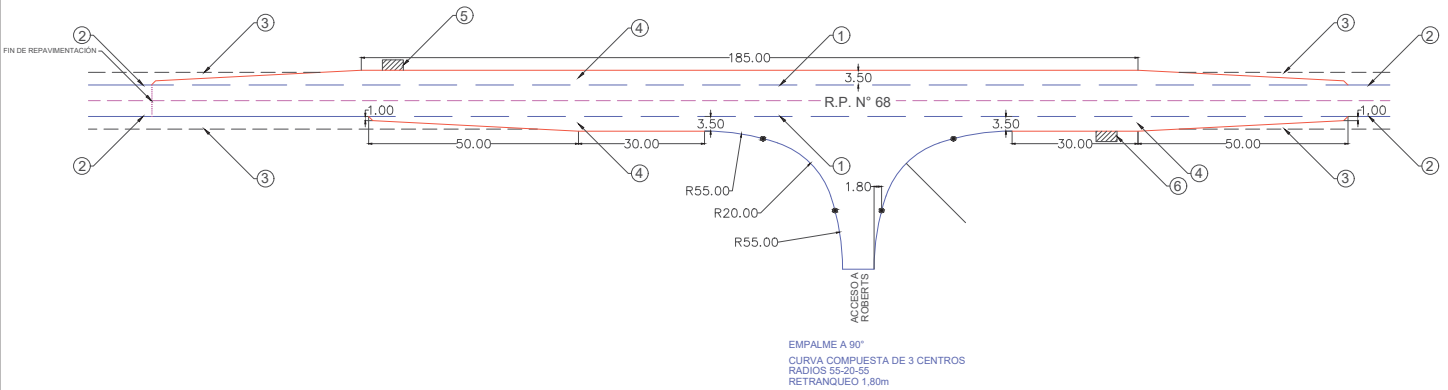 3
5
4
1
3
2
2
FIN DE REPAVIMENTACIÓN
185.00
3.50
R.P. N° 68
1.00
1.00
3.50
3.50
50.00
30.00
30.00
50.00
2
3
4
1
6
4
3
2
R55.00
1.80
R20.00
R55.00
ACCESO A
ROBERTS
EMPALME A 90°
CURVA COMPUESTA DE 3 CENTROS
RADIOS 55-20-55
RETRANQUEO 1,80m